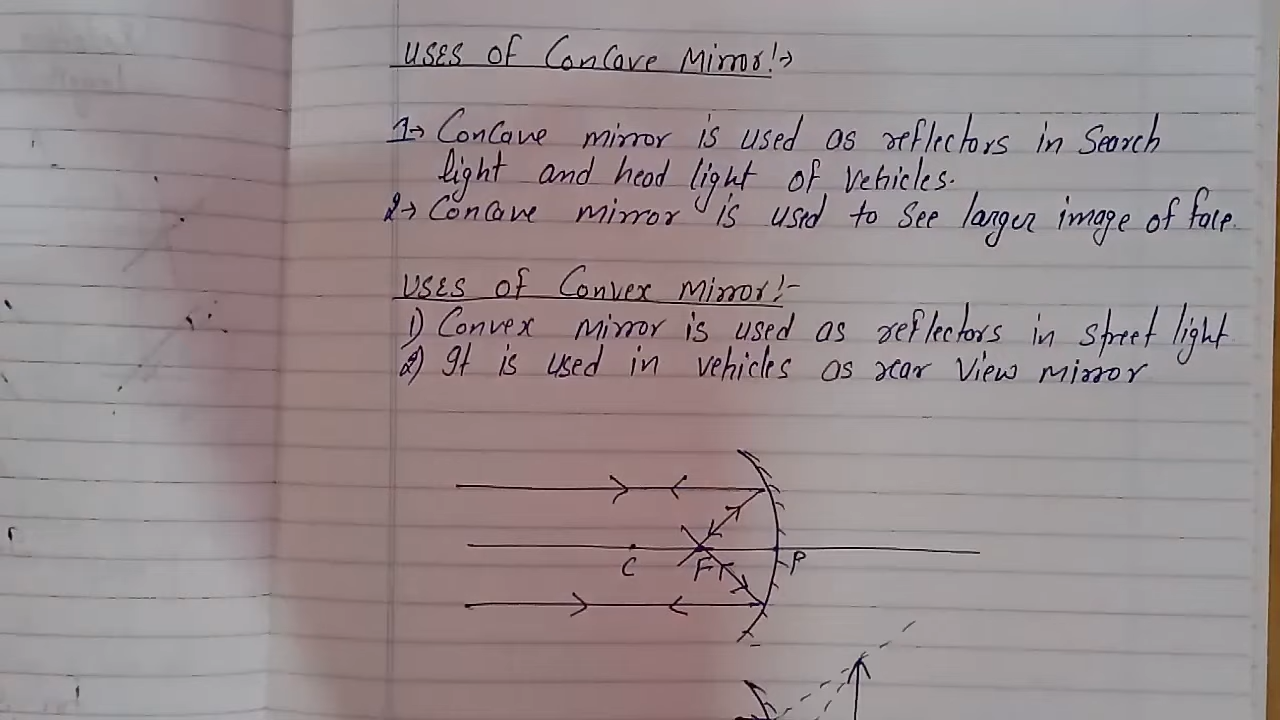 USES of Concave Mirror:→
1→ Concave mirror is used as reflectors in Search
light and head light of vehicles.
2→ Concave mirror is used to see larger image of face.
USES of Convex mirror:-
1) Convex mirror is used as reflectors in street light
2) It is used in vehicles as rear view mirror
C F P